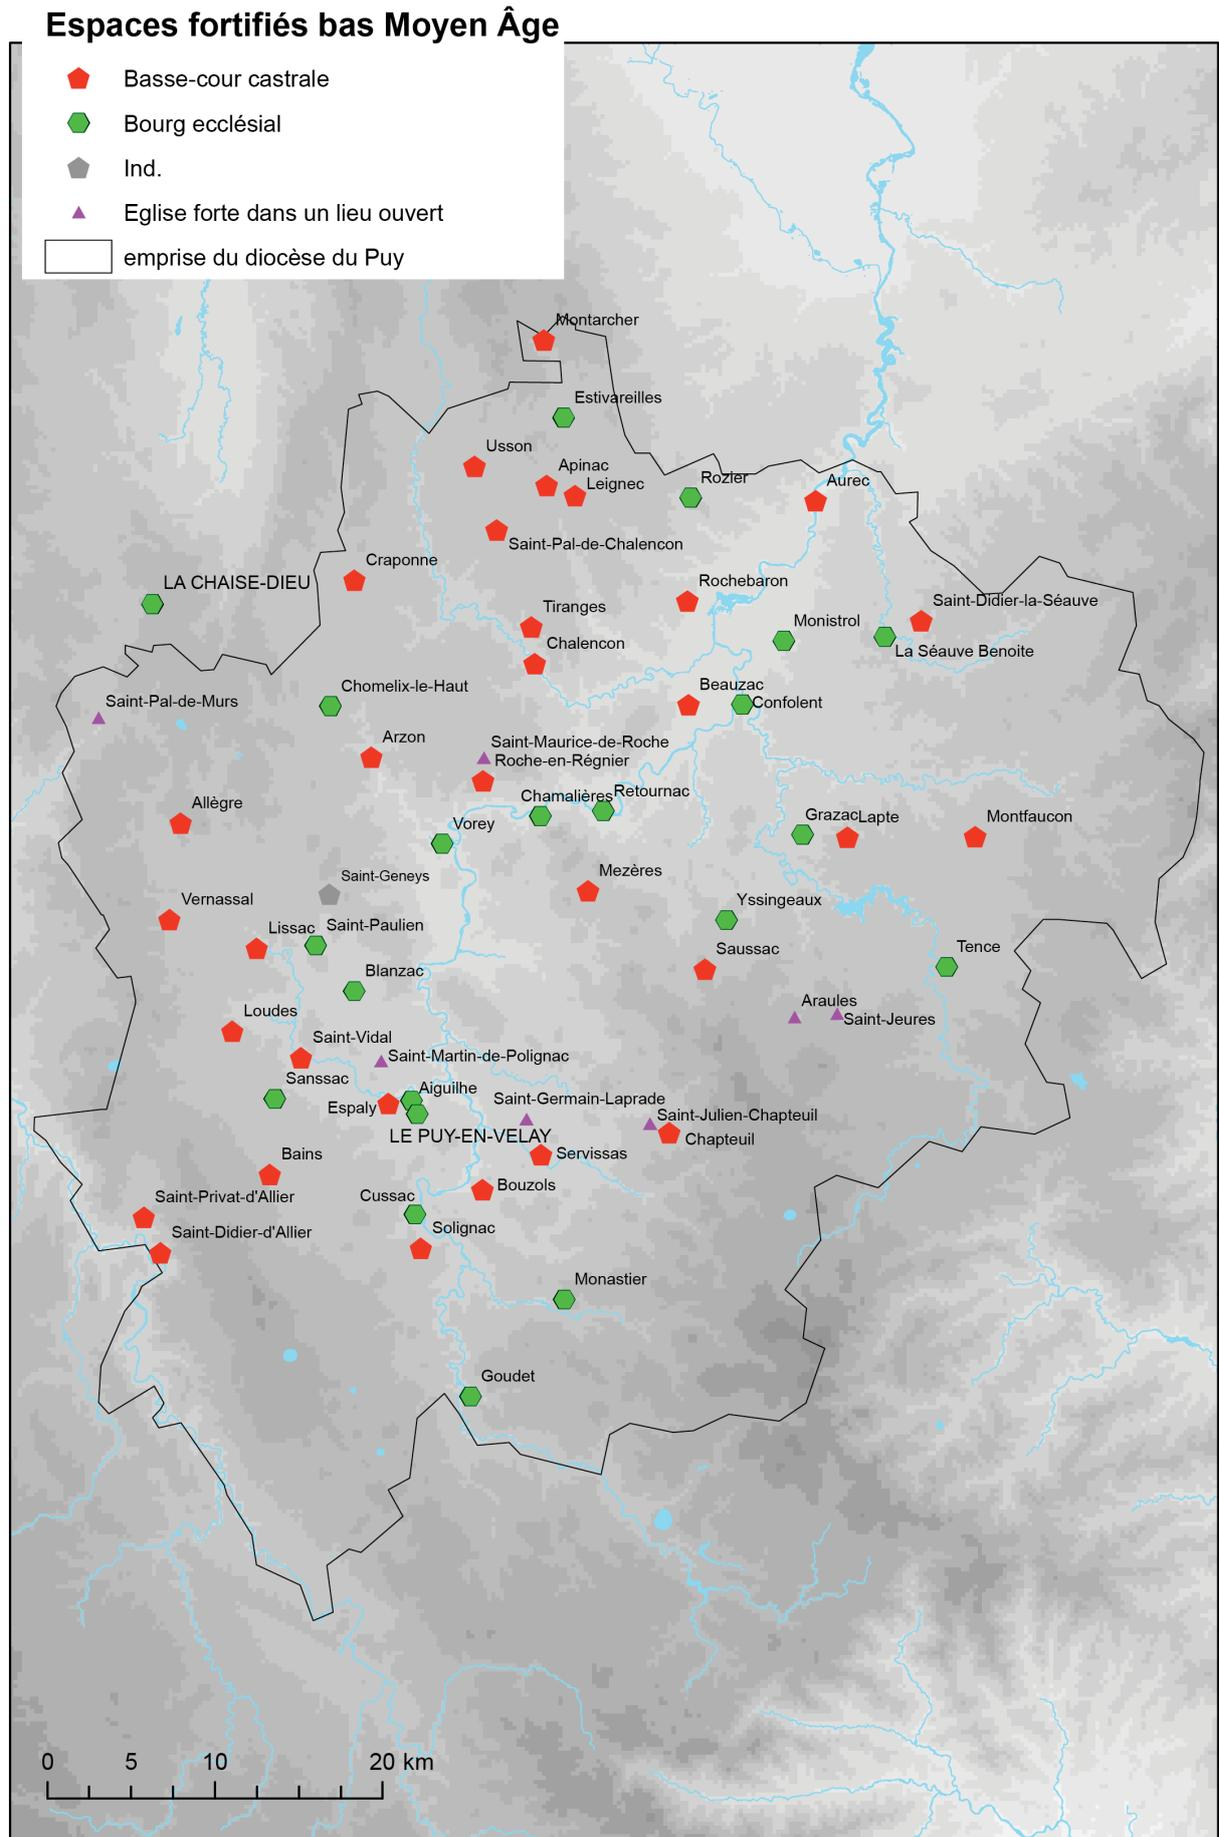 Espaces fortifiés bas Moyen Âge
Basse-cour castrale
Bourg ecclésial
Ind.
Eglise forte dans un lieu ouvert
emprise du diocèse du Puy
Montarcher
Estivareilles
Usson
Apinac
Leignec
Rozier
Aurec
Saint-Pal-de-Chalencon
Craponne
LA CHAISE-DIEU
Rochebaron
Saint-Didier-la-Séauve
Tiranges
Monistrol
Chalencon
La Séauve Benoite
Chomelix-le-Haut
Beauzac
Confolent
Saint-Pal-de-Murs
Arzon
Saint-Maurice-de-Roche
Roche-en-Régnier
Chamalières
Retournac
Allègre
Vorey
Grazac
Lapte
Montfaucon
Saint-Geneys
Mezères
Vernassal
Yssingeaux
Lissac
Saint-Paulien
Saussac
Tence
Blanzac
Araules
Saint-Jeures
Loudes
Saint-Vidal
Saint-Martin-de-Polignac
Sanssac
Aiguilhe
Espaly
Saint-Germain-Laprade
Saint-Julien-Chapteuil
LE PUY-EN-VELAY
Chapteuil
Servissas
Bains
Bouzols
Saint-Privat-d'Allier
Cussac
Saint-Didier-d'Allier
Solignac
Monastier
Goudet
0 5 10 20 km